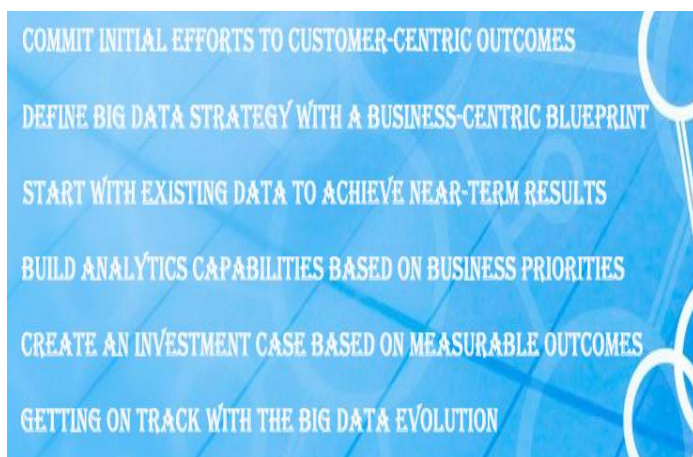 COMMIT INITIAL EFFORTS TO CUSTOMER-CENTRIC OUTCOMES
DEFINE BIG DATA STRATEGY WITH A BUSINESS-CENTRIC BLUEPRINT
START WITH EXISTING DATA TO ACHIEVE NEAR-TERM RESULTS
BUILD ANALYTICS CAPABILITIES BASED ON BUSINESS PRIORITIES
CREATE AN INVESTMENT CASE BASED ON MEASURABLE OUTCOMES
GETTING ON TRACK WITH THE BIG DATA EVOLUTION